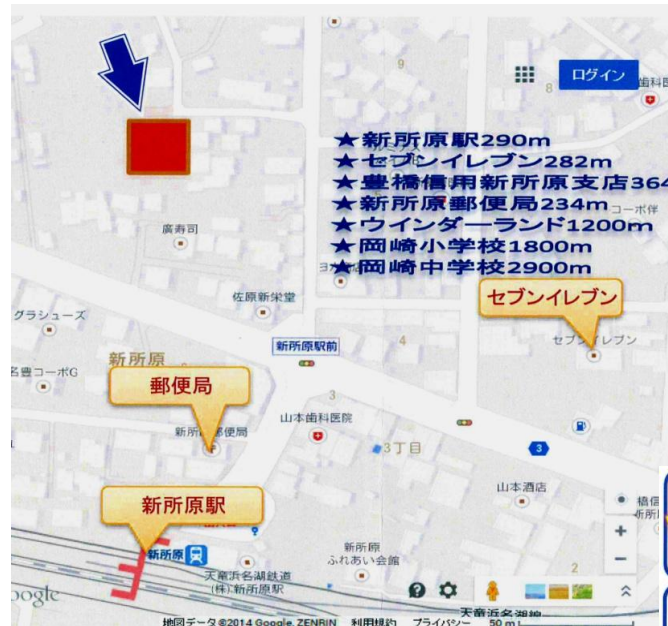 9
ログイン
8
歯科医
★新所原駅290m
★セブンイレブン282m
★豊橋信用新所原支店364
★新所原郵便局234m
コーポ伴
★ウインダーランド1200m
廣寿司
★岡崎小学校1800m
★岡崎中学校2900m
佐原新栄堂
セブンイレブン
グラシューズ
新所原駅前
4
セブンイレブン
新所原
名豊コーポG
郵便局
3
山本歯科医院
新所原郵便局
3丁目
3
山本酒店
新所原駅
新所原
新所原
ふれあい会館
天竜浜名湖鉄道
(株)新所原駅
2
天竜浜名湖線
地図データ©2014 Google, ZENRIN 利用規約 プライバシー 50 m